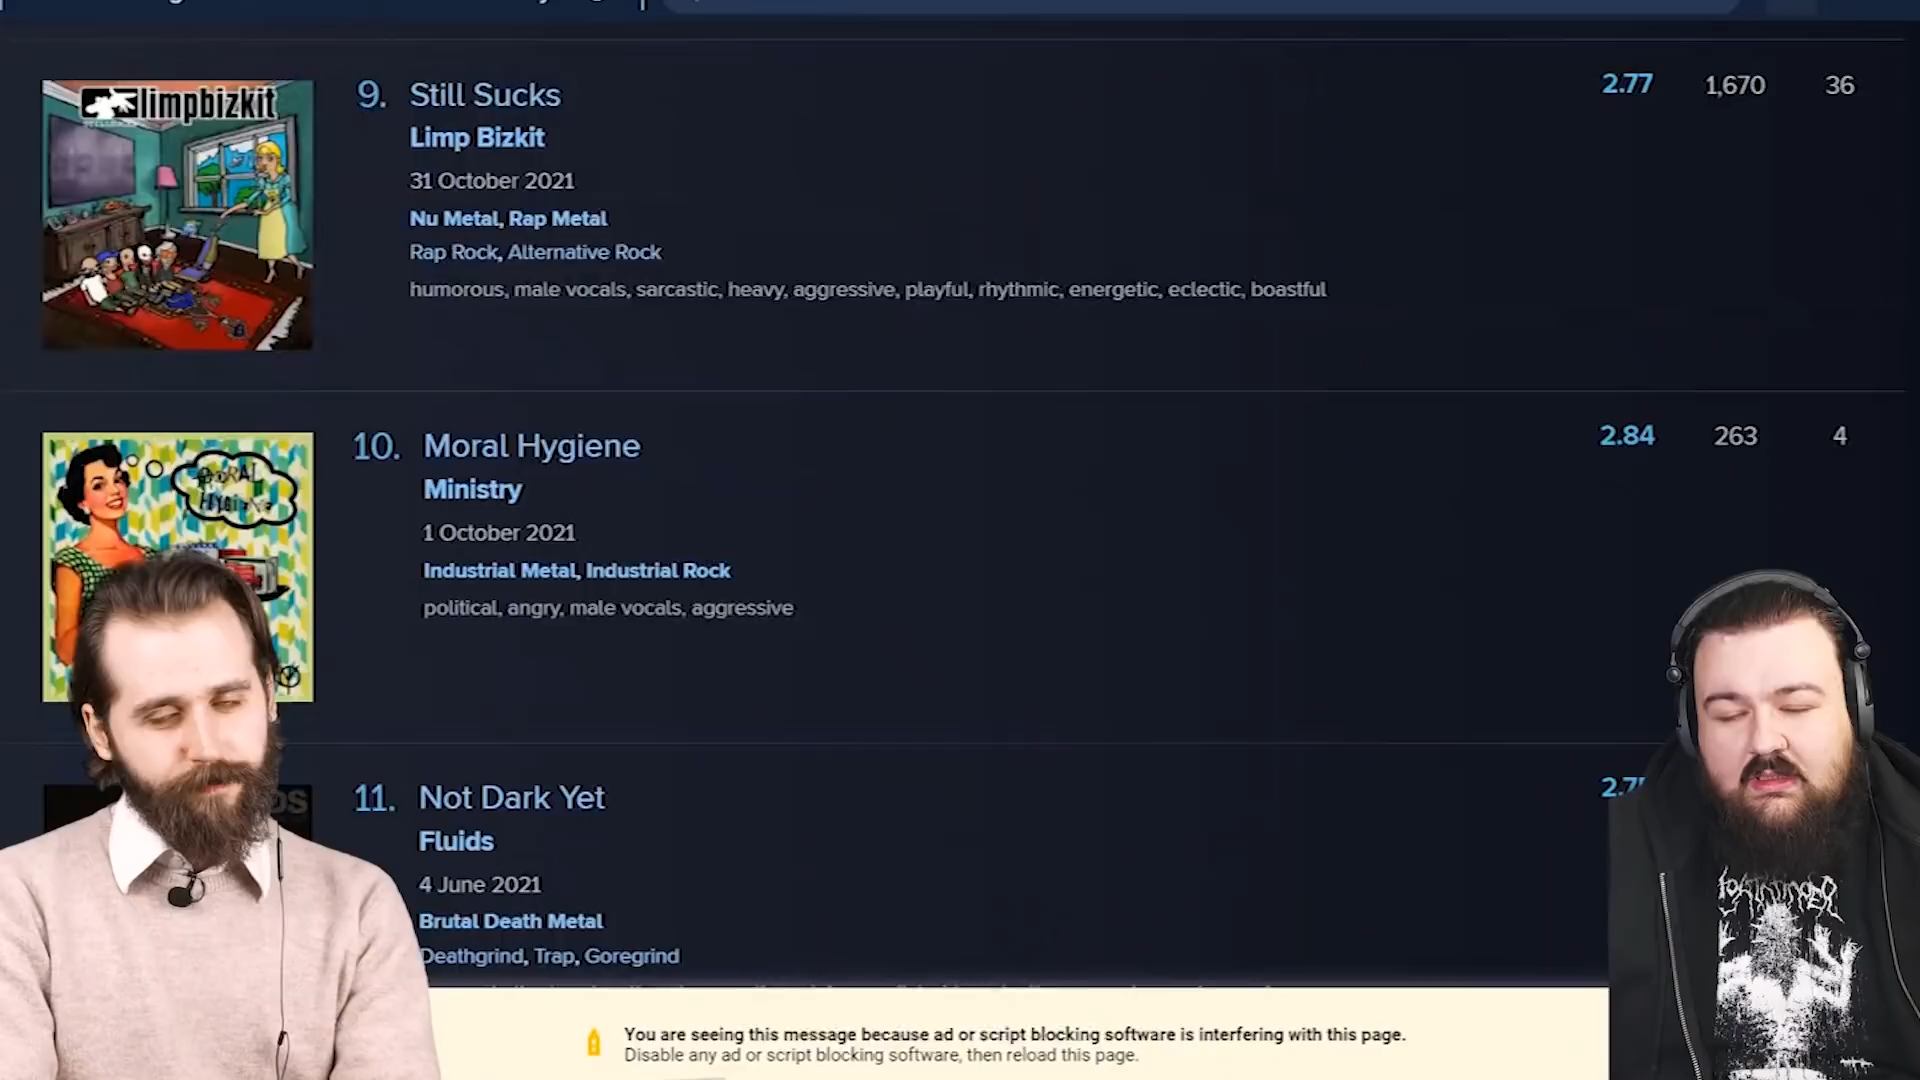 limpbizkit
9. Still Sucks
2.77 1,670 36
Limp Bizkit
31 October 2021
Nu Metal, Rap Metal
Rap Rock, Alternative Rock
humorous, male vocals, sarcastic, heavy, aggressive, playful, rhythmic, energetic, eclectic, boastful
MORAL
HYGIENE
10. Moral Hygiene
2.84 263 4
Ministry
1 October 2021
Industrial Metal, Industrial Rock
political, angry, male vocals, aggressive
11. Not Dark Yet
Fluids
4 June 2021
Brutal Death Metal
Deathgrind, Trap, Goregrind
You are seeing this message because ad or script blocking software is interfering with this page.
Disable any ad or script blocking software, then reload this page.